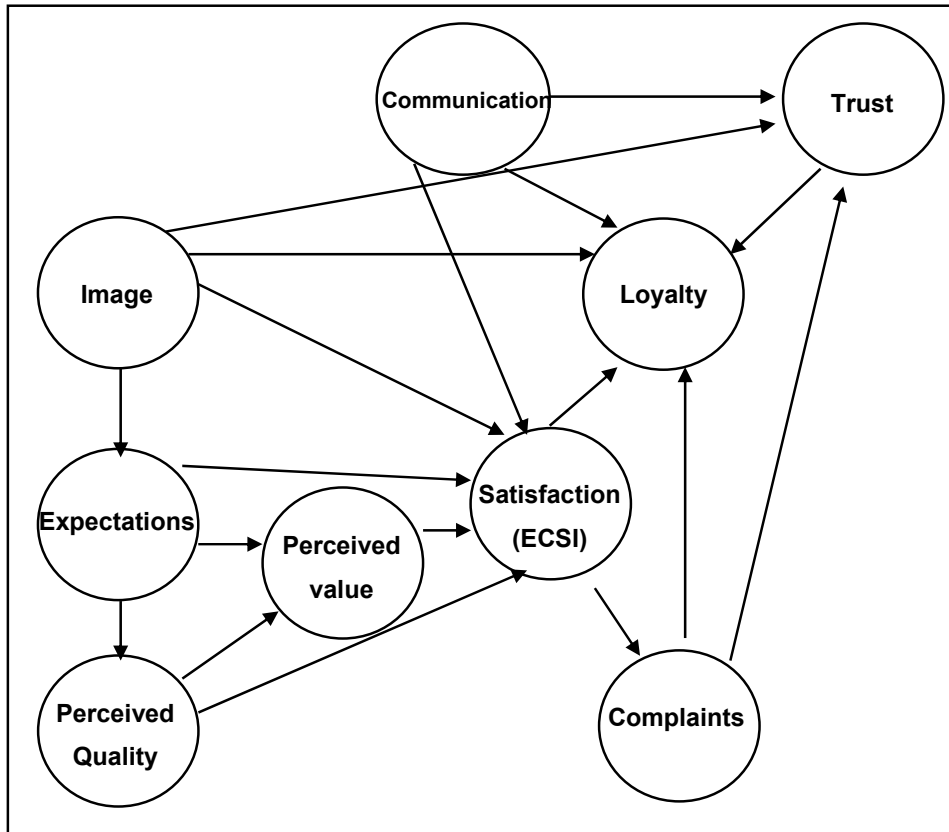 Communication
Trust
Image
Loyalty
Expectations
Perceived
value
Satisfaction
(ECSI)
Perceived
Quality
Complaints